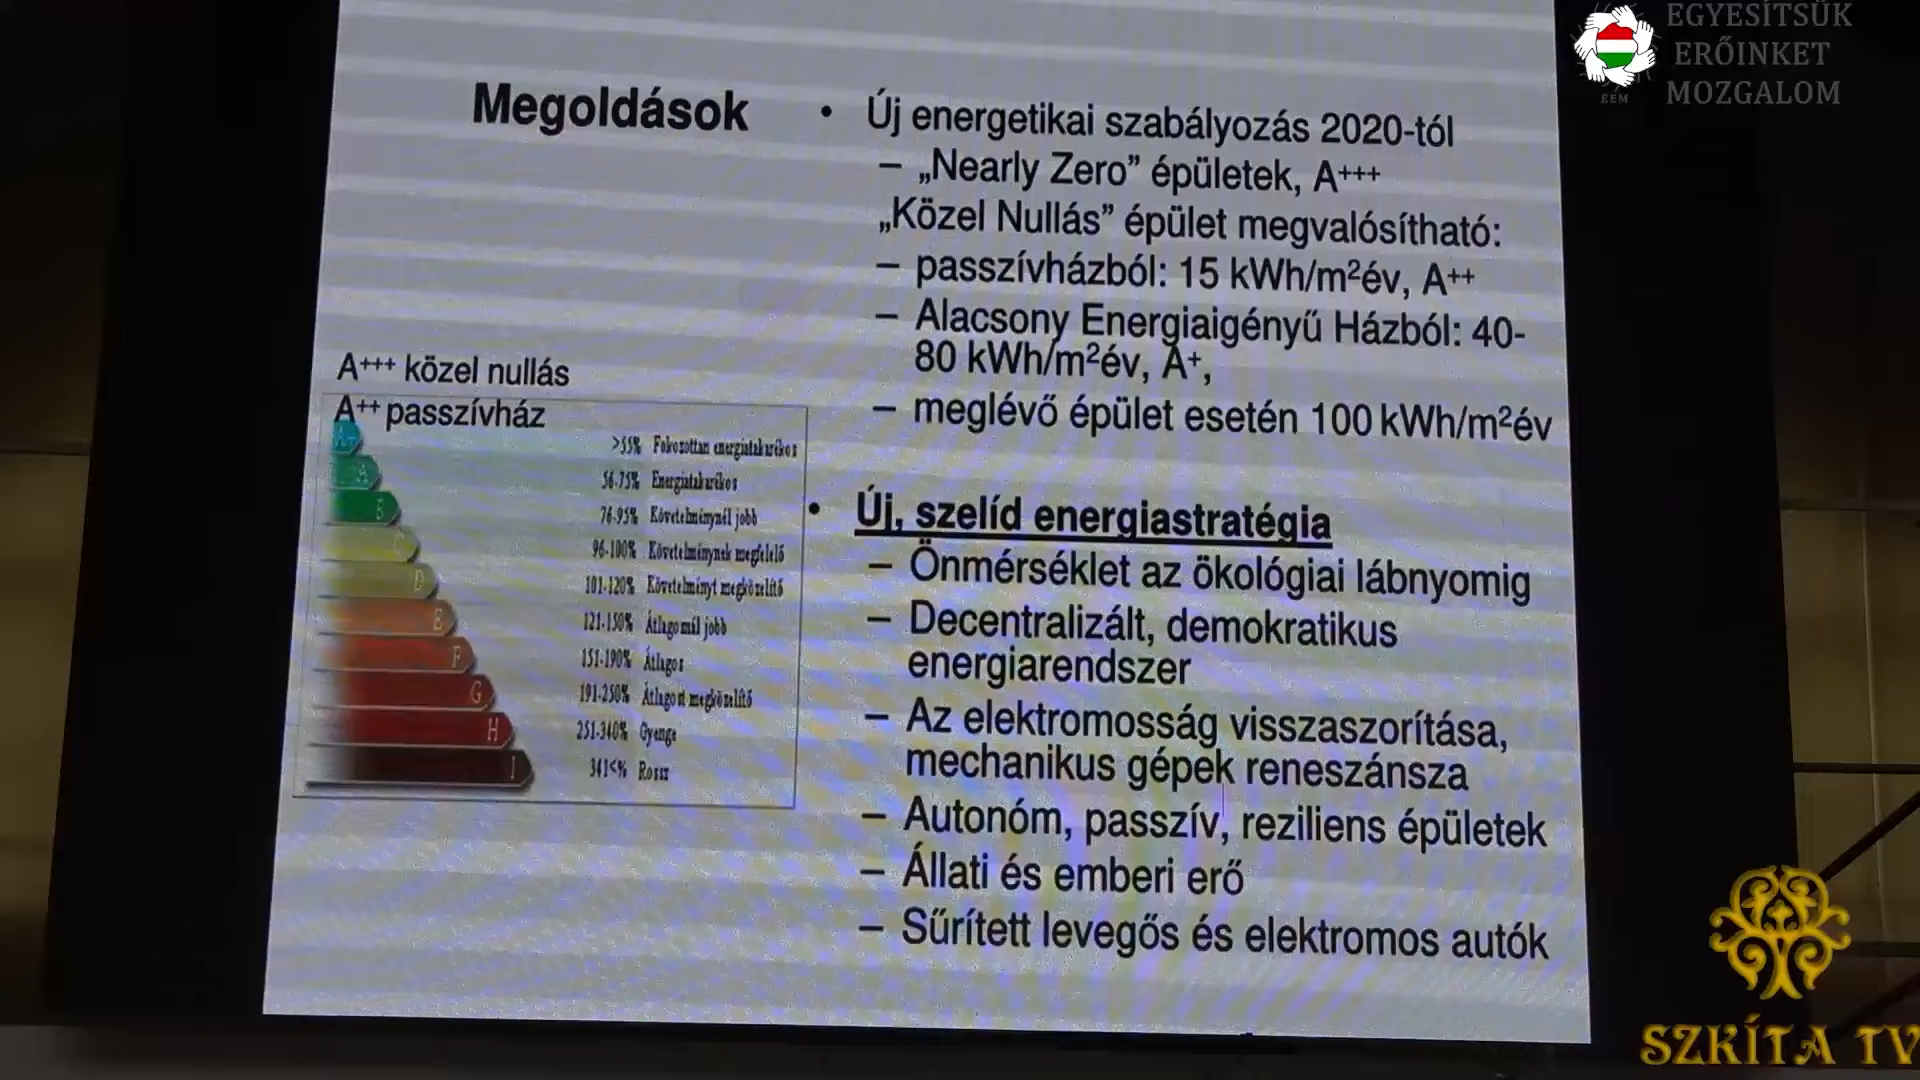 EGYESÍTSÜK
ERŐINKET
MOZGALOM
EEM
Megoldások
• Új energetikai szabályozás 2020-tól
– „Nearly Zero” épületek, A+++
„Közel Nullás” épület megvalósítható:
– passzívházból: 15 kWh/m²év, A++
– Alacsony Energiaigényű Házból: 40-
80 kWh/m²év, A+,
– meglévő épület esetén 100 kWh/m²év
A+++ közel nullás
A++ passzívház
A+ >55% Fokozottan energiatakarékos
A 56-75% Energiatakarékos
B 76-95% Követelménynél jobb
C 96-100% Követelménynek megfelelő
D 101-120% Követelményt megközelítő
E 121-150% Átlagosnál jobb
F 151-190% Átlagos
G 191-250% Átlagost megközelítő
H 251-340% Gyenge
I 341<% Rossz
• Új, szelíd energiastratégia
– Önmérséklet az ökológiai lábnyomig
– Decentralizált, demokratikus
energiarendszer
– Az elektromosság visszaszorítása,
mechanikus gépek reneszánsza
– Autonóm, passzív, reziliens épületek
– Állati és emberi erő
– Sűrített levegős és elektromos autók
SZKÍTA TV